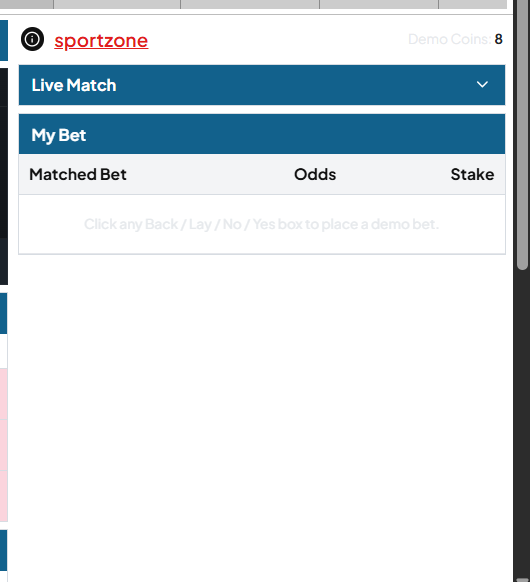 sportzone
Demo Coins: 8
Live Match
My Bet
Matched Bet Odds Stake
Click any Back / Lay / No / Yes box to place a demo bet.